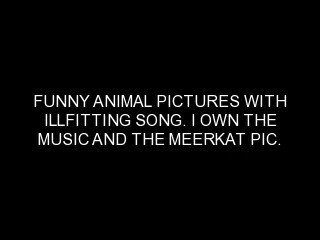 FUNNY ANIMAL PICTURES WITH
ILLFITTING SONG. I OWN THE
MUSIC AND THE MEERKAT PIC.